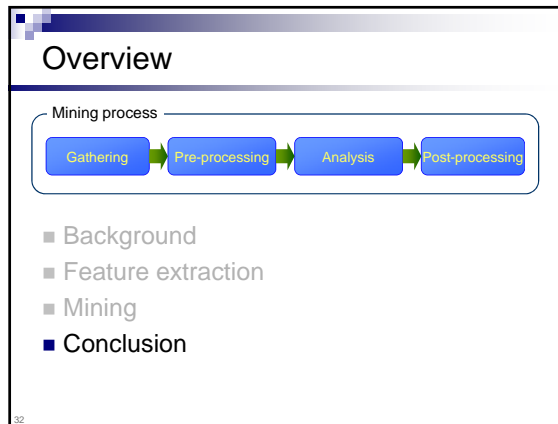 Overview
Mining process
Gathering Pre-processing Analysis Post-processing
Background
Feature extraction
Mining
Conclusion
32